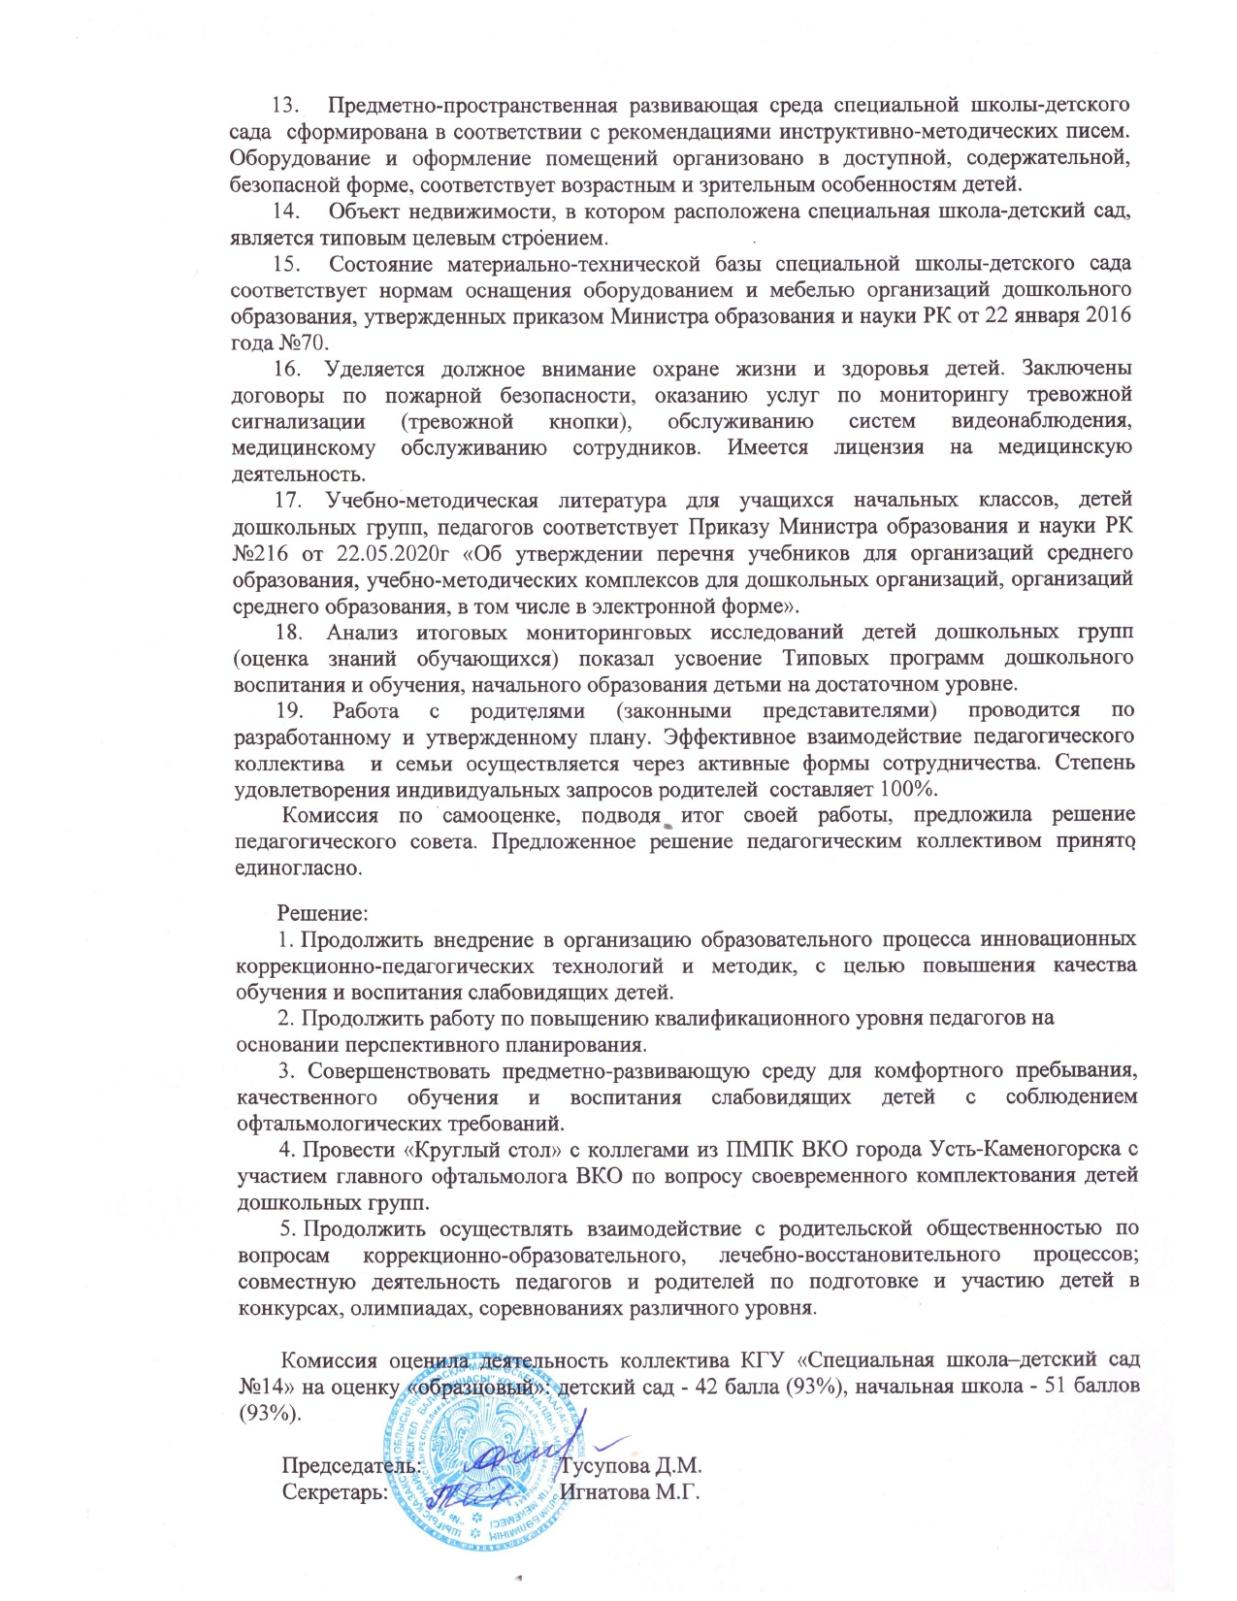 13. Предметно-пространственная развивающая среда специальной школы-детского
сада сформирована в соответствии с рекомендациями инструктивно-методических писем.
Оборудование и оформление помещений организовано в доступной, содержательной,
безопасной форме, соответствует возрастным и зрительным особенностям детей.
14. Объект недвижимости, в котором расположена специальная школа-детский сад,
является типовым целевым строением.
15. Состояние материально-технической базы специальной школы-детского сада
соответствует нормам оснащения оборудованием и мебелью организаций дошкольного
образования, утвержденных приказом Министра образования и науки РК от 22 января 2016
года №70.
16. Уделяется должное внимание охране жизни и здоровья детей. Заключены
договоры по пожарной безопасности, оказанию услуг по мониторингу тревожной
сигнализации (тревожной кнопки), обслуживанию систем видеонаблюдения,
медицинскому обслуживанию сотрудников. Имеется лицензия на медицинскую
деятельность.
17. Учебно-методическая литература для учащихся начальных классов, детей
дошкольных групп, педагогов соответствует Приказу Министра образования и науки РК
№216 от 22.05.2020г «Об утверждении перечня учебников для организаций среднего
образования, учебно-методических комплексов для дошкольных организаций, организаций
среднего образования, в том числе в электронной форме».
18. Анализ итоговых мониторинговых исследований детей дошкольных групп
(оценка знаний обучающихся) показал усвоение Типовых программ дошкольного
воспитания и обучения, начального образования детьми на достаточном уровне.
19. Работа с родителями (законными представителями) проводится по
разработанному и утвержденному плану. Эффективное взаимодействие педагогического
коллектива и семьи осуществляется через активные формы сотрудничества. Степень
удовлетворения индивидуальных запросов родителей составляет 100%.
Комиссия по самооценке, подводя итог своей работы, предложила решение
педагогического совета. Предложенное решение педагогическим коллективом принято
единогласно.
Решение:
1. Продолжить внедрение в организацию образовательного процесса инновационных
коррекционно-педагогических технологий и методик, с целью повышения качества
обучения и воспитания слабовидящих детей.
2. Продолжить работу по повышению квалификационного уровня педагогов на
основании перспективного планирования.
3. Совершенствовать предметно-развивающую среду для комфортного пребывания,
качественного обучения и воспитания слабовидящих детей с соблюдением
офтальмологических требований.
4. Провести «Круглый стол» с коллегами из ПМПК ВКО города Усть-Каменогорска с
участием главного офтальмолога ВКО по вопросу своевременного комплектования детей
дошкольных групп.
5. Продолжить осуществлять взаимодействие с родительской общественностью по
вопросам коррекционно-образовательного, лечебно-восстановительного процессов;
совместную деятельность педагогов и родителей по подготовке и участию детей в
конкурсах, олимпиадах, соревнованиях различного уровня.
Комиссия оценила деятельность коллектива КГУ «Специальная школа–детский сад
№14» на оценку «образцовый»: детский сад - 42 балла (93%), начальная школа - 51 баллов
(93%).
Председатель: Тусупова Д.М.
Секретарь: Игнатова М.Г.